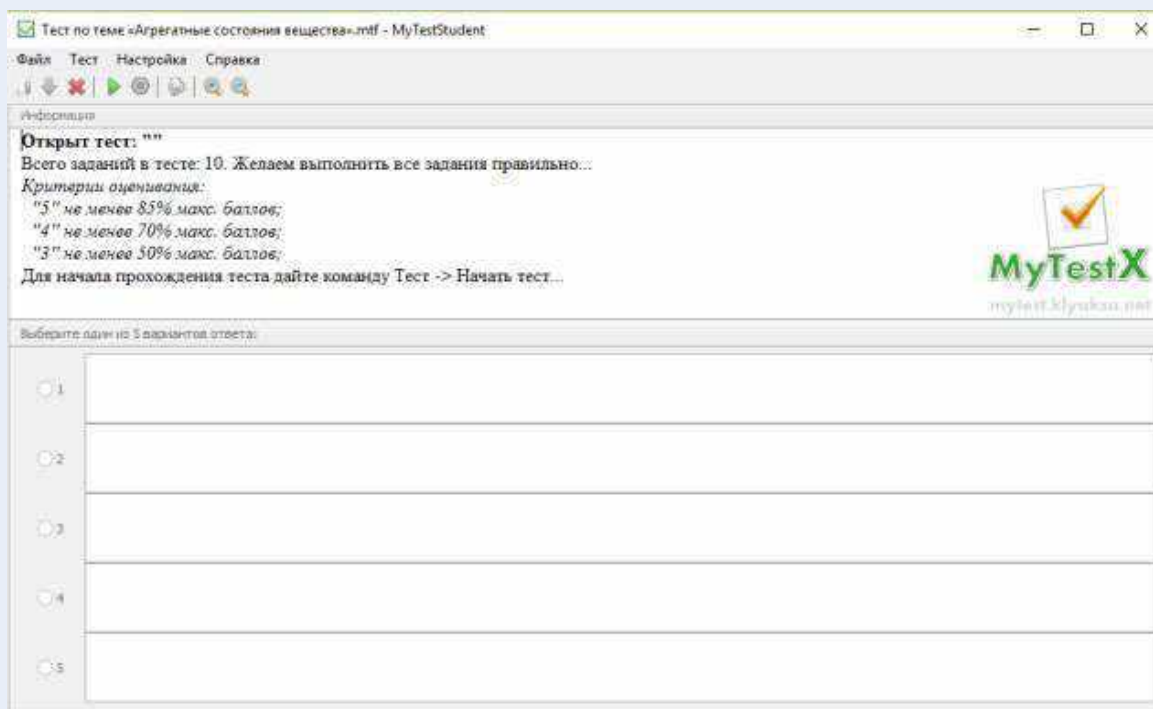 Тест по теме «Агрегатные состояния вещества».mtf - MyTestStudent
Файл Тест Настройка Справка
Информация
Открыт тест: ""
Всего заданий в тесте: 10. Желаем выполнить все задания правильно...
Критерии оценивания:
"5" не менее 85% макс. баллов;
"4" не менее 70% макс. баллов;
"3" не менее 50% макс. баллов;
Для начала прохождения теста дайте команду Тест -> Начать тест...
MyTestX
mytest.klyaksa.net
Выберите один из 5 вариантов ответа:
1
2
3
4
5